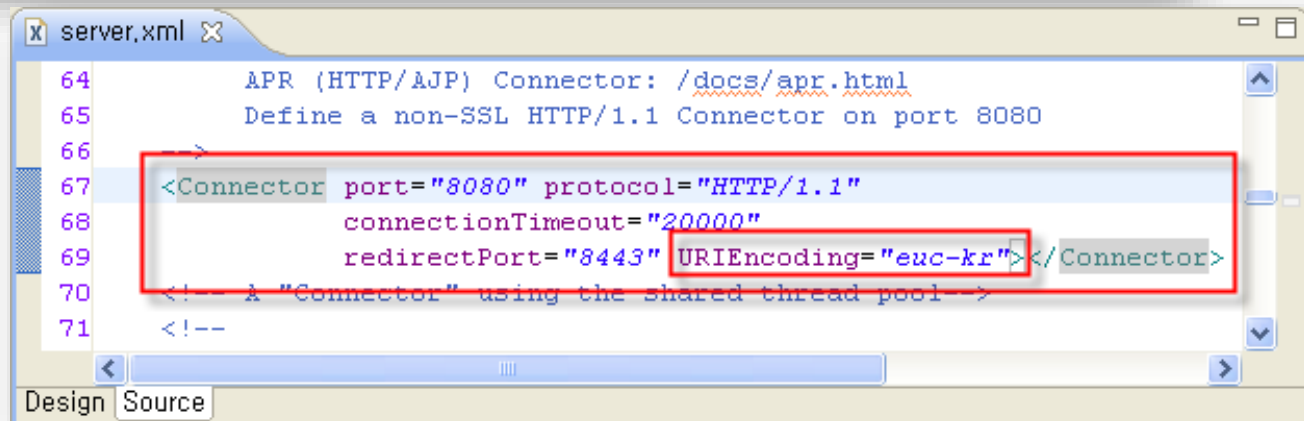 server.xml
64 APR (HTTP/AJP) Connector: /docs/apr.html
65 Define a non-SSL HTTP/1.1 Connector on port 8080
66 -->
67 <Connector port="8080" protocol="HTTP/1.1"
68 connectionTimeout="20000"
69 redirectPort="8443" URIEncoding="euc-kr"></Connector>
70 <!-- A "Connector" using the shared thread pool-->
71 <!--
Design Source